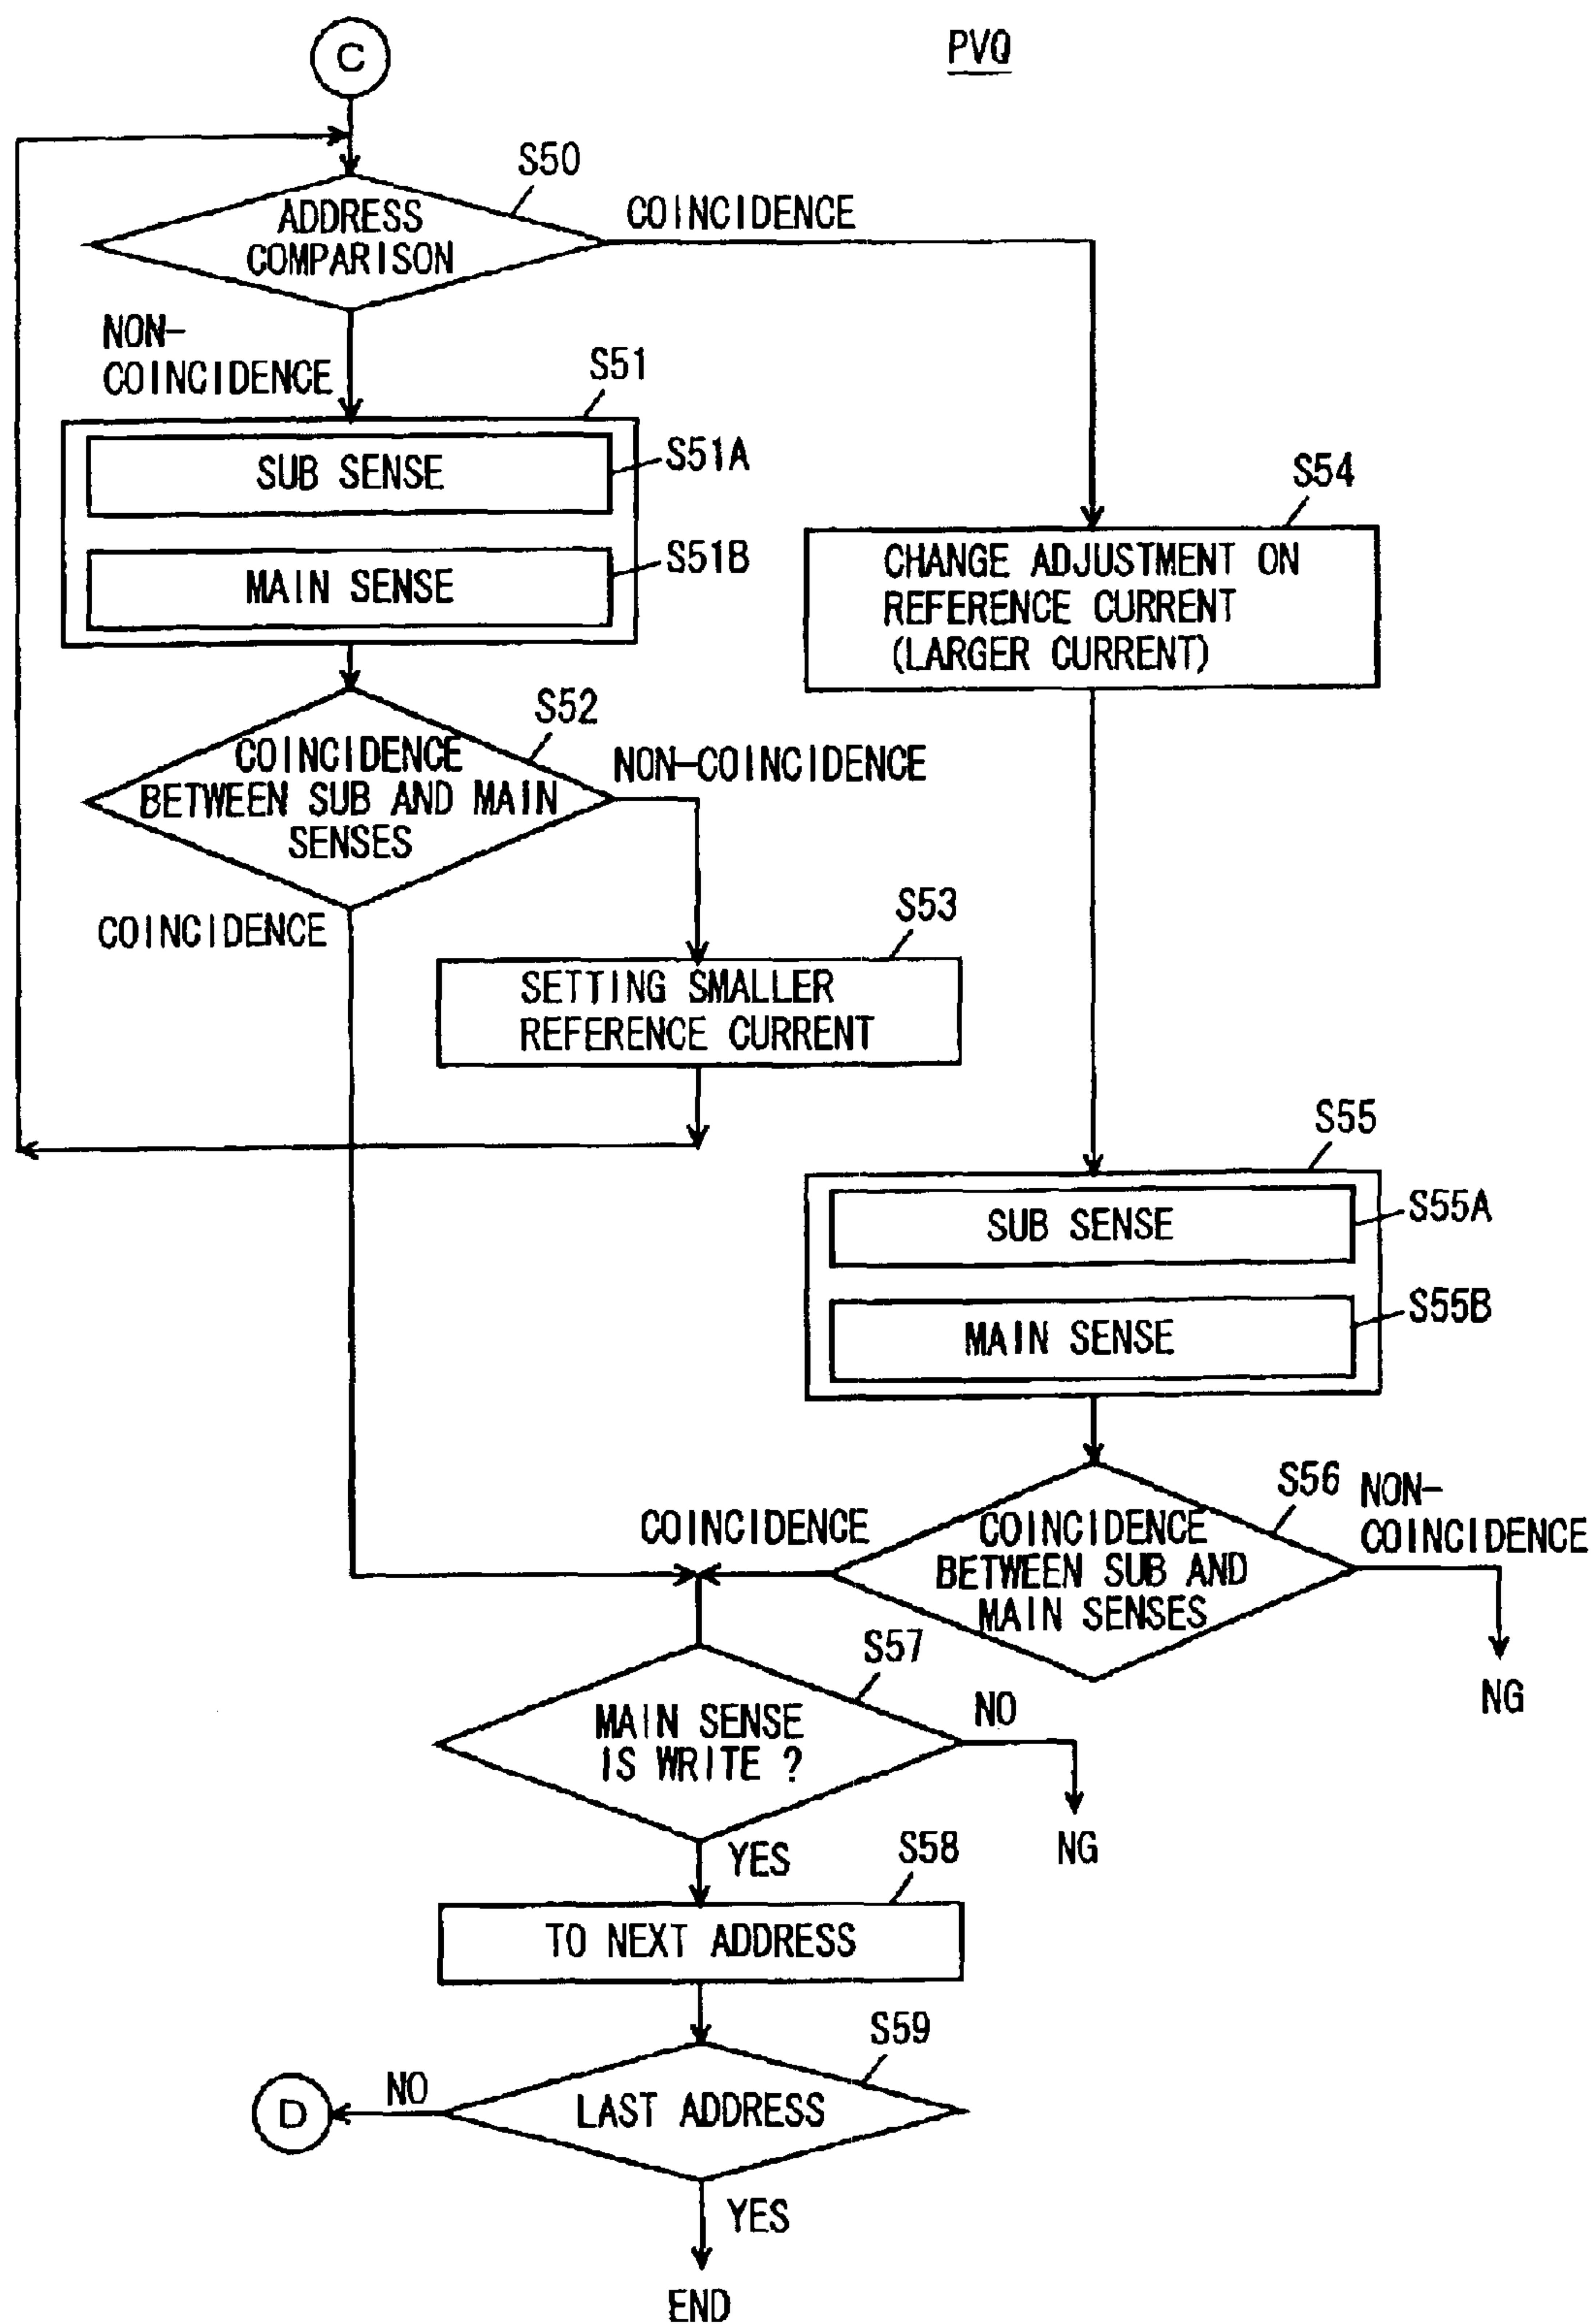 C
PVQ
S50
ADDRESS
COMPARISON
COINCIDENCE
NON-
COINCIDENCE
S51
SUB SENSE
S51A
MAIN SENSE
S51B
S54
CHANGE ADJUSTMENT ON
REFERENCE CURRENT
(LARGER CURRENT)
S52
COINCIDENCE
BETWEEN SUB AND MAIN
SENSES
NON-COINCIDENCE
COINCIDENCE
S53
SETTING SMALLER
REFERENCE CURRENT
S55
SUB SENSE
S55A
MAIN SENSE
S55B
S56
COINCIDENCE
BETWEEN SUB AND
MAIN SENSES
COINCIDENCE
NON-
COINCIDENCE
NG
S57
MAIN SENSE
IS WRITE ?
NO
NG
YES
S58
TO NEXT ADDRESS
S59
LAST ADDRESS
NO
D
YES
END